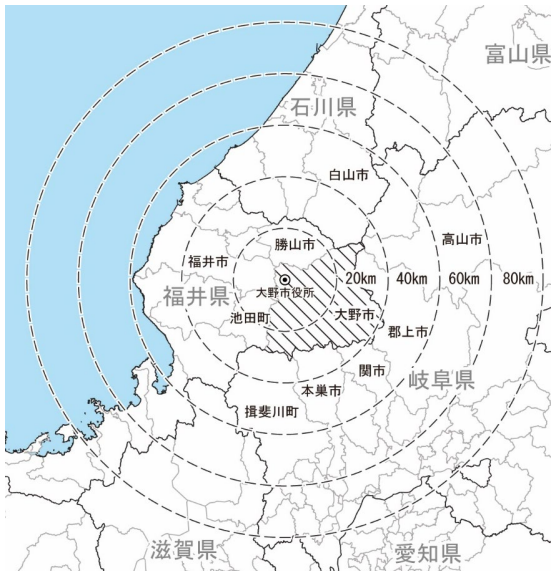 富山県
石川県
白山市
高山市
勝山市
福井市
20km
40km
60km
80km
大野市役所
福井県
池田町
大野市
郡上市
関市
岐阜県
本巣市
揖斐川町
滋賀県
愛知県